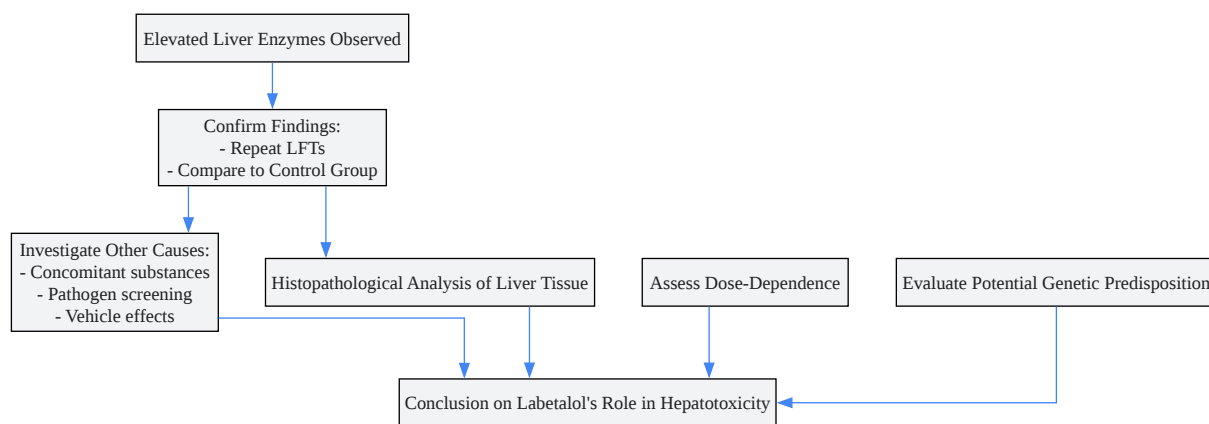 Elevated Liver Enzymes Observed
Confirm Findings:
- Repeat LFTs
- Compare to Control Group
Investigate Other Causes:
- Concomitant substances
- Pathogen screening
- Vehicle effects
Histopathological Analysis of Liver Tissue
Assess Dose-Dependence
Evaluate Potential Genetic Predisposition
Conclusion on Labetalol's Role in Hepatotoxicity